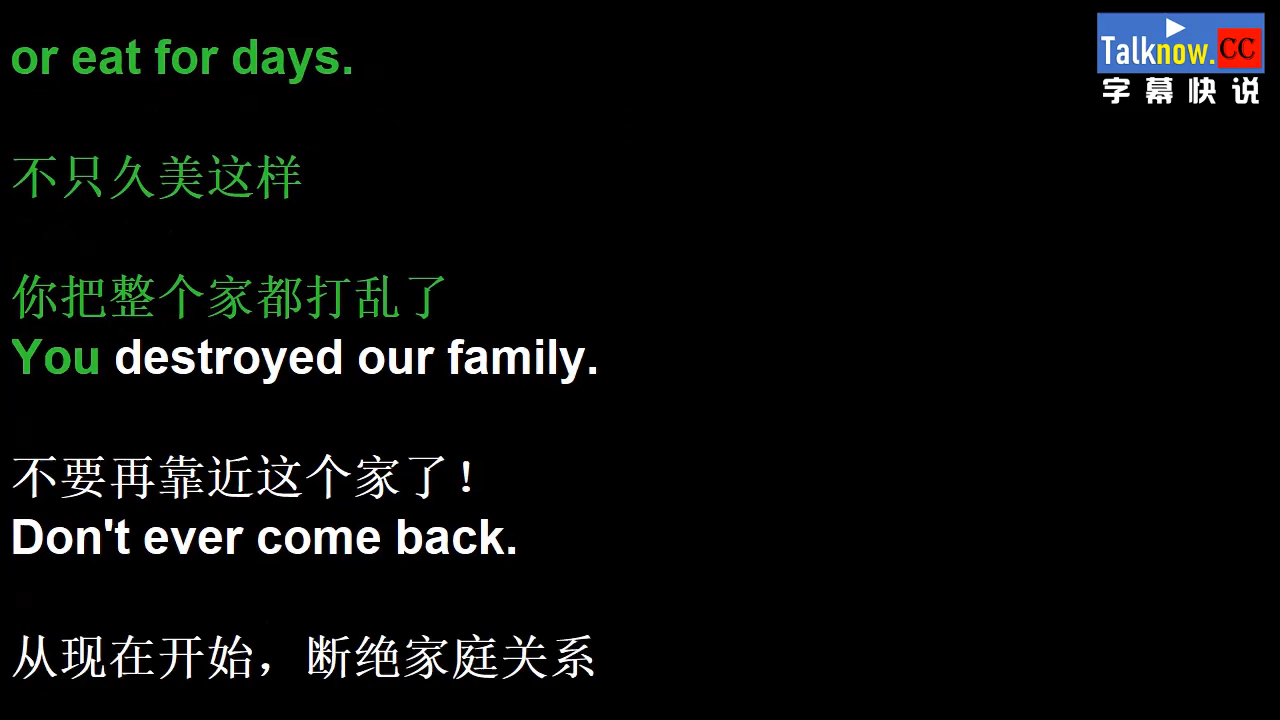 or eat for days.
Talknow.CC
字幕快说
不只久美这样
你把整个家都打乱了
You destroyed our family.
不要再靠近这个家了！
Don't ever come back.
从现在开始，断绝家庭关系